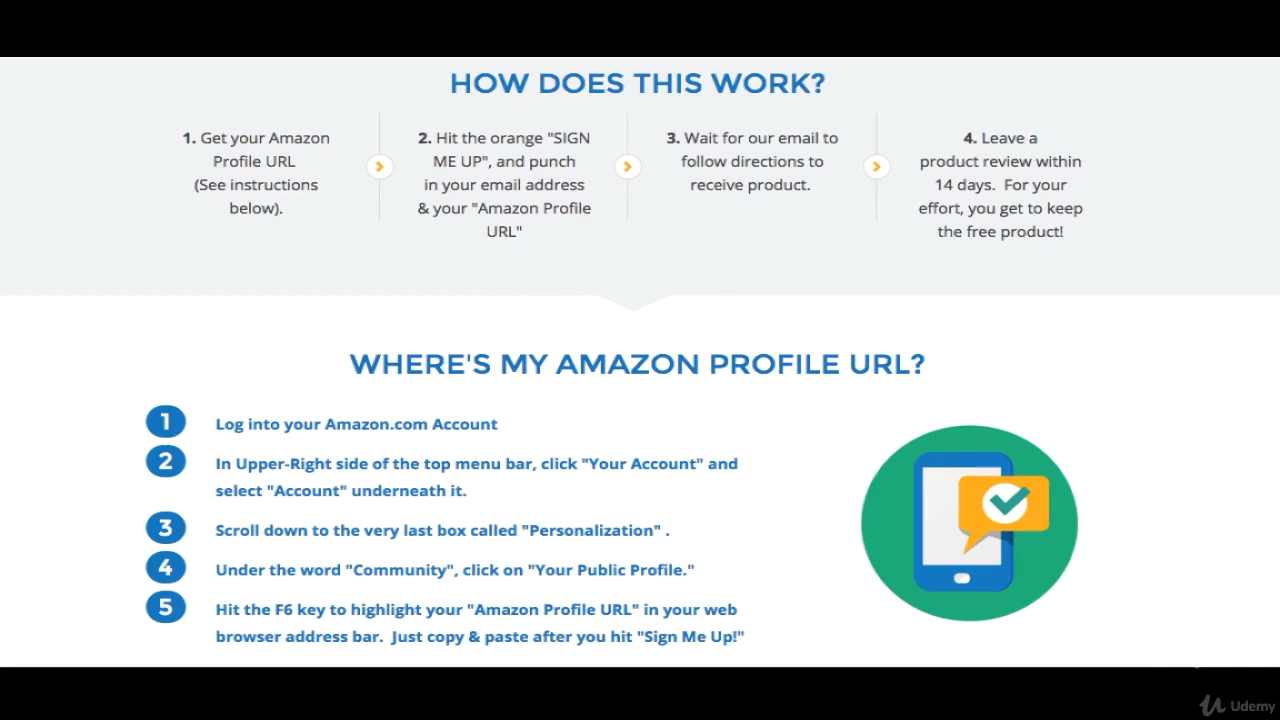 HOW DOES THIS WORK?
1. Get your Amazon
Profile URL
(See instructions
below).
2. Hit the orange "SIGN
ME UP", and punch
in your email address
& your "Amazon Profile
URL"
3. Wait for our email to
follow directions to
receive product.
4. Leave a
product review within
14 days. For your
effort, you get to keep
the free product!
WHERE'S MY AMAZON PROFILE URL?
1 Log into your Amazon.com Account
2 In Upper-Right side of the top menu bar, click "Your Account" and
select "Account" underneath it.
3 Scroll down to the very last box called "Personalization" .
4 Under the word "Community", click on "Your Public Profile."
5 Hit the F6 key to highlight your "Amazon Profile URL" in your web
browser address bar. Just copy & paste after you hit "Sign Me Up!"
Udemy